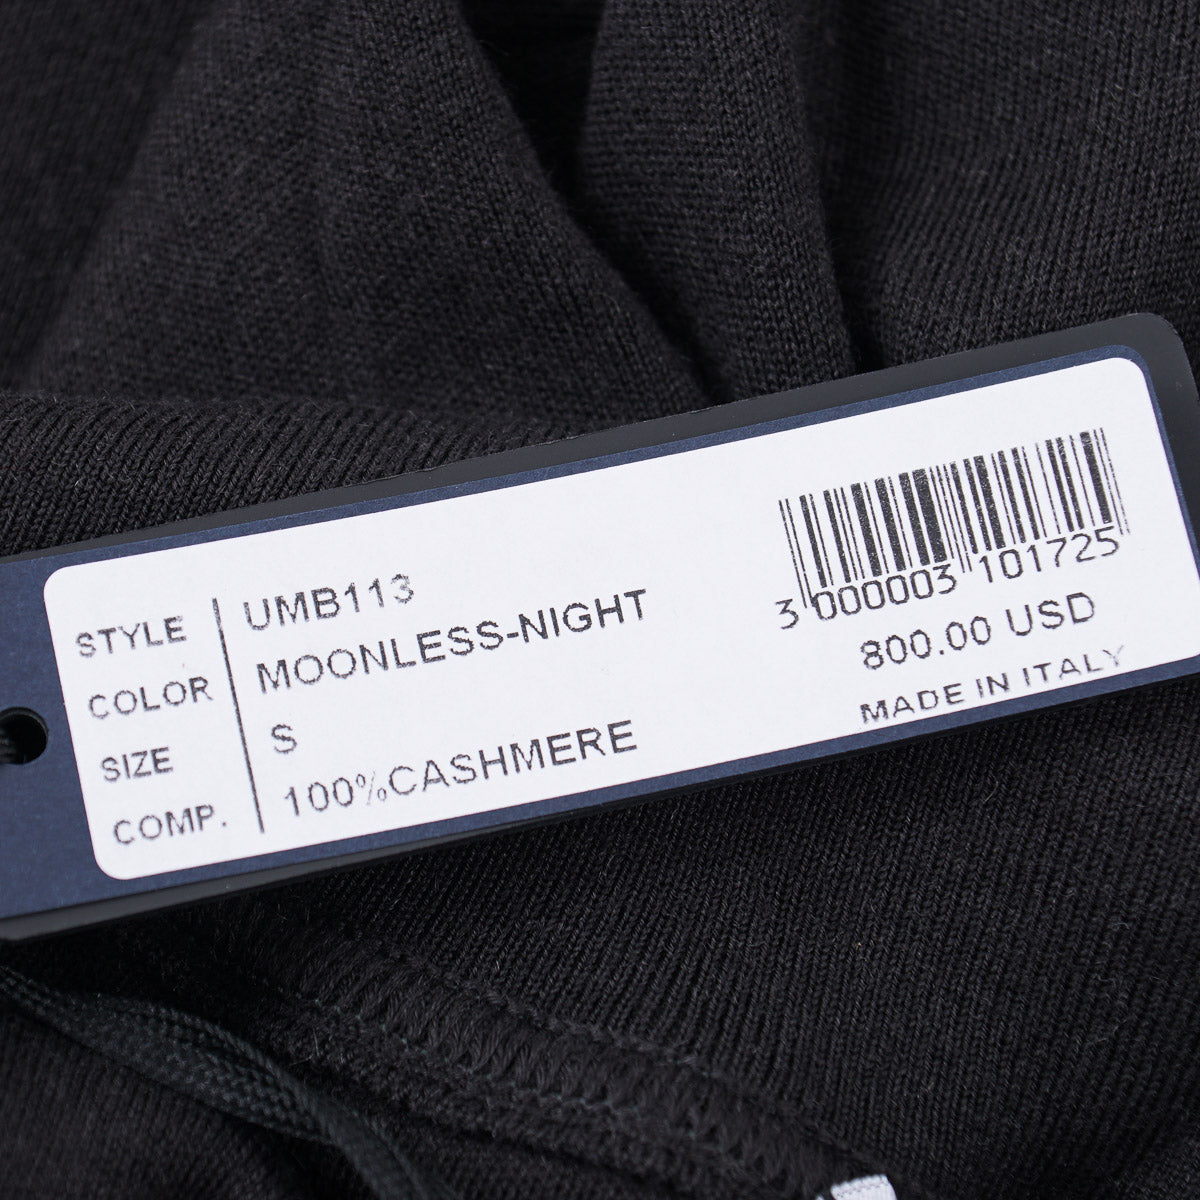 STYLE UMB113
COLOR MOONLESS-NIGHT
SIZE S
COMP. 100%CASHMERE
3 000003 101725
800.00 USD
MADE IN ITALY